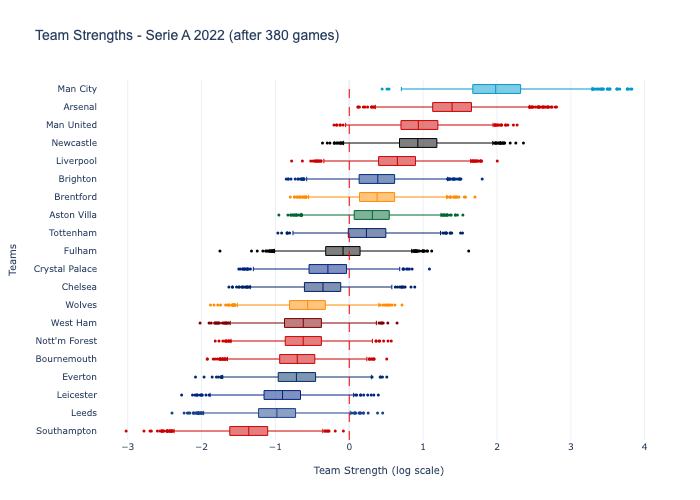 Team Strengths - Serie A 2022 (after 380 games)
Man City
Arsenal
Man United
Newcastle
Liverpool
Brighton
Brentford
Aston Villa
Tottenham
Fulham
Crystal Palace
Chelsea
Wolves
West Ham
Nott'm Forest
Bournemouth
Everton
Leicester
Leeds
Southampton
Teams
−3 −2 −1 0 1 2 3 4
Team Strength (log scale)